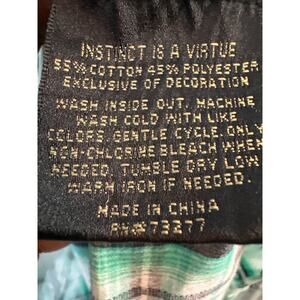 INSTINCT IS A VIRTUE
55% COTTON 45% POLYESTER
EXCLUSIVE OF DECORATION
WASH INSIDE OUT. MACHINE
WASH COLD WITH LIKE
COLORS. GENTLE CYCLE. ONLY
NON-CHLORINE BLEACH WHEN
NEEDED. TUMBLE DRY LOW
WARM IRON IF NEEDED.
MADE IN CHINA
RN# 73277